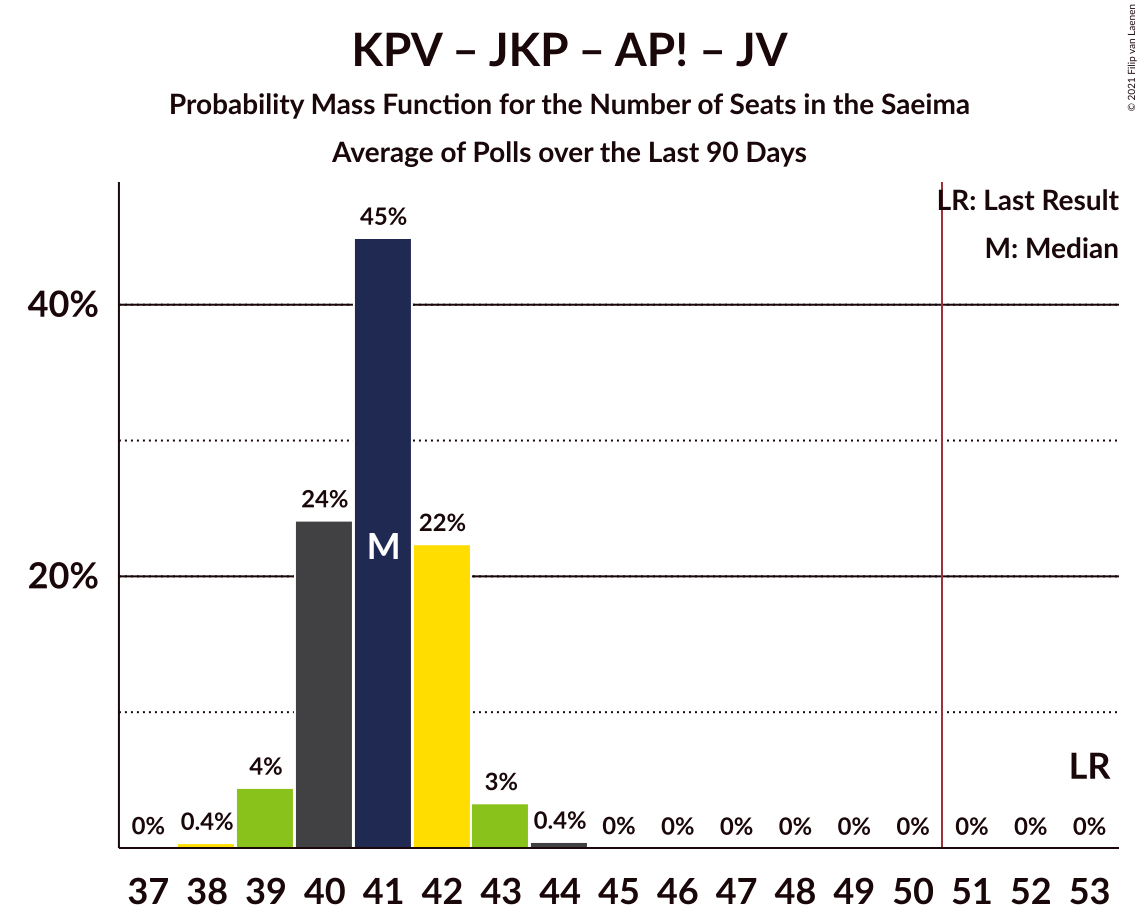 KPV – JKP – AP! – JV
Probability Mass Function for the Number of Seats in the Saeima
Average of Polls over the Last 90 Days
© 2021 Filip van Laenen
LR: Last Result
M: Median
45%
40%
24%
22%
M
20%
4%
3%
LR
0% 0.4% 0.4% 0% 0% 0% 0% 0% 0% 0% 0% 0%
37 38 39 40 41 42 43 44 45 46 47 48 49 50 51 52 53